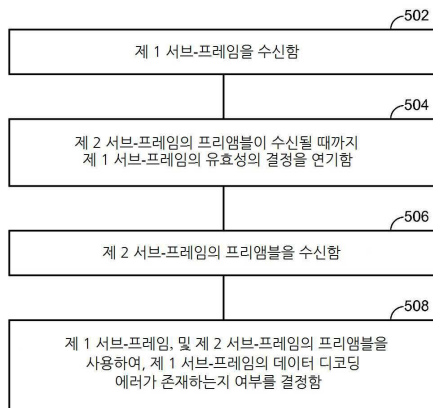 502
제 1 서브-프레임을 수신함
504
제 2 서브-프레임의 프리앰블이 수신될 때까지
제 1 서브-프레임의 유효성의 결정을 연기함
506
제 2 서브-프레임의 프리앰블을 수신함
508
제 1 서브-프레임, 및 제 2 서브-프레임의 프리앰블을
사용하여, 제 1 서브-프레임의 데이터 디코딩
에러가 존재하는지 여부를 결정함